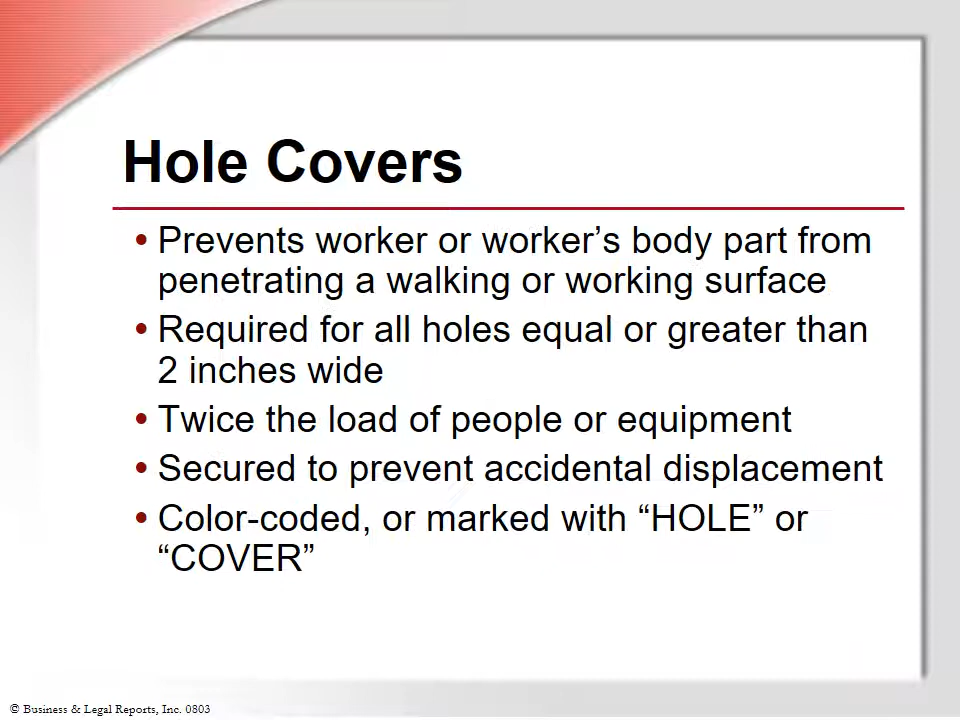 Hole Covers
• Prevents worker or worker’s body part from
penetrating a walking or working surface
• Required for all holes equal or greater than
2 inches wide
• Twice the load of people or equipment
• Secured to prevent accidental displacement
• Color-coded, or marked with “HOLE” or
“COVER”
© Business & Legal Reports, Inc. 0803